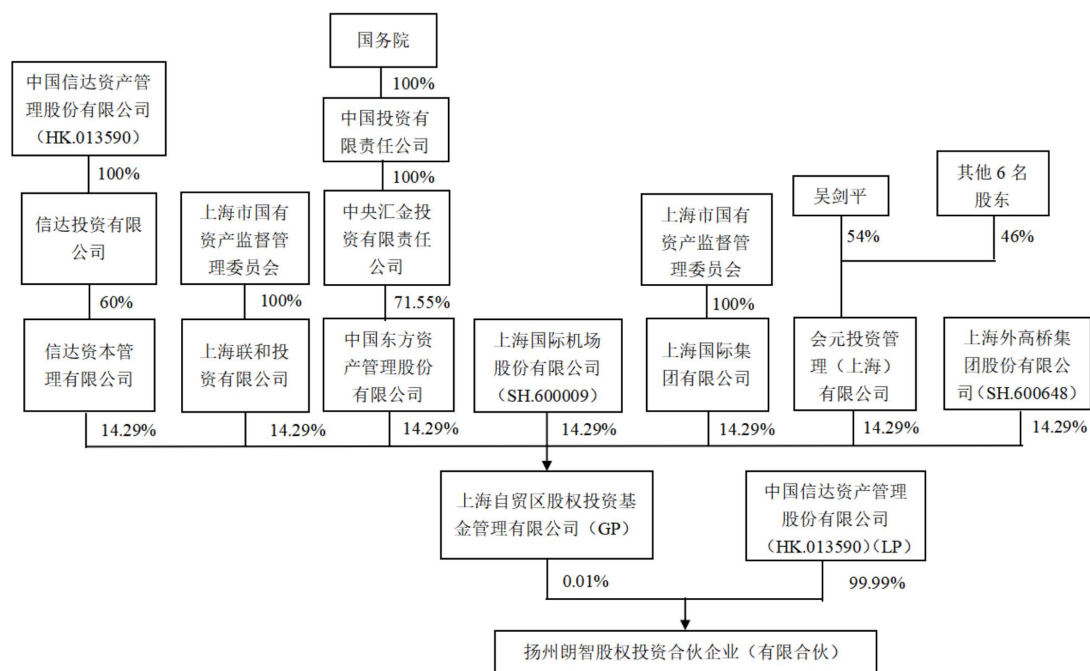 国务院
中国信达资产管
理股份有限公司
（HK.013590）
100%
中国投资有
限责任公司
100%
100%
信达投资有限
公司
上海市国有
资产监督管
理委员会
中央汇金投
资有限责任
公司
上海市国有
资产监督管
理委员会
吴剑平
其他 6 名
股东
54%
46%
60%
100%
71.55%
100%
信达资本管
理有限公司
上海联和投
资有限公司
中国东方资
产管理股份
有限公司
上海国际机场
股份有限公司
（SH.600009）
上海国际集
团有限公司
会元投资管
理（上海）
有限公司
上海外高桥集
团股份有限公
司（SH.600648）
14.29%
14.29%
14.29%
14.29%
14.29%
14.29%
14.29%
上海自贸区股权投资基
金管理有限公司（GP）
中国信达资产管理
股份有限公司
（HK.013590）（LP）
0.01%
99.99%
扬州朗智股权投资合伙企业（有限合伙）